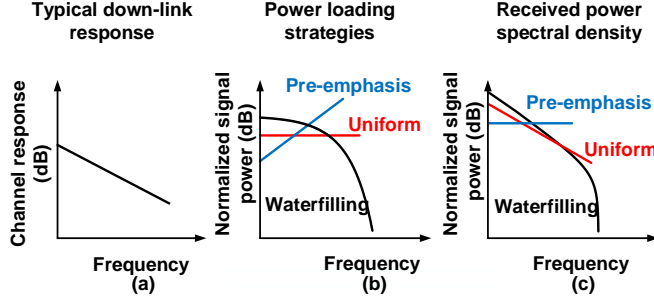 Typical down-link
response
Channel response
(dB)
Frequency
(a)
Power loading
strategies
Normalized signal
power (dB)
Pre-emphasis
Uniform
Waterfilling
Frequency
(b)
Received power
spectral density
Normalized sIgnal
power (dB)
Pre-emphasis
Uniform
Waterfilling
Frequency
(c)